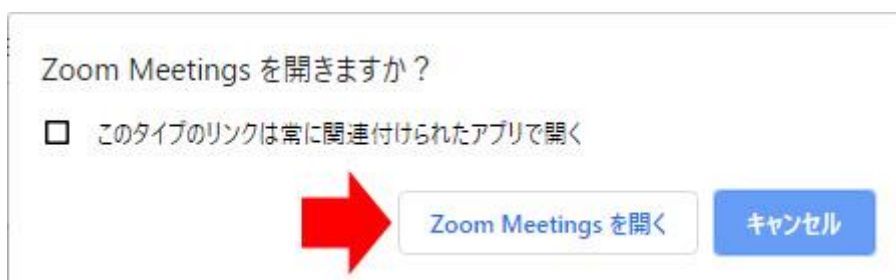 Zoom Meetings を開きますか？
このタイプのリンクは常に関連付けられたアプリで開く
Zoom Meetings を開く キャンセル